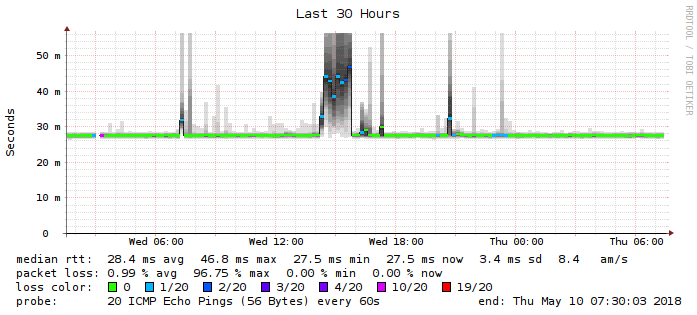 Last 30 Hours
RRDTOOL / TOBI OETIKER
Seconds
50 m
40 m
30 m
20 m
10 m
0
Wed 06:00 Wed 12:00 Wed 18:00 Thu 00:00 Thu 06:00
median rtt: 28.4 ms avg 46.8 ms max 27.5 ms min 27.5 ms now 3.4 ms sd 8.4 am/s
packet loss: 0.99 % avg 96.75 % max 0.00 % min 0.00 % now
loss color: 0 1/20 2/20 3/20 4/20 10/20 19/20
probe: 20 ICMP Echo Pings (56 Bytes) every 60s end: Thu May 10 07:30:03 2018